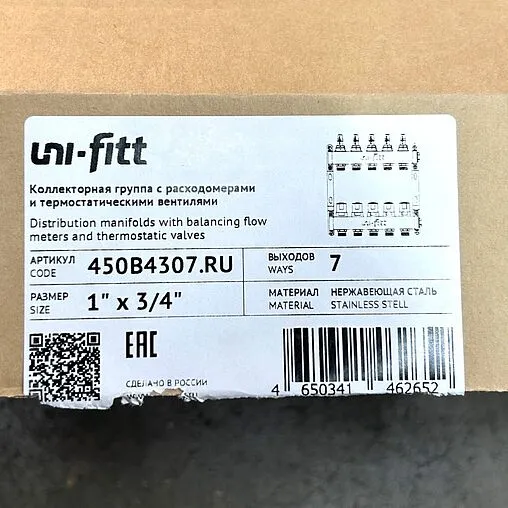 uni-fitt
Коллекторная группа с расходомерами
и термостатическими вентилями
Distribution manifolds with balancing flow
meters and thermostatic valves
АРТИКУЛ
CODE
450B4307.RU
ВЫХОДОВ
WAYS
7
РАЗМЕР
SIZE
1" x 3/4"
МАТЕРИАЛ
MATERIAL
НЕРЖАВЕЮЩАЯ СТАЛЬ
STAINLESS STELL
EAC
СДЕЛАНО В РОССИИ
4 650341 462652